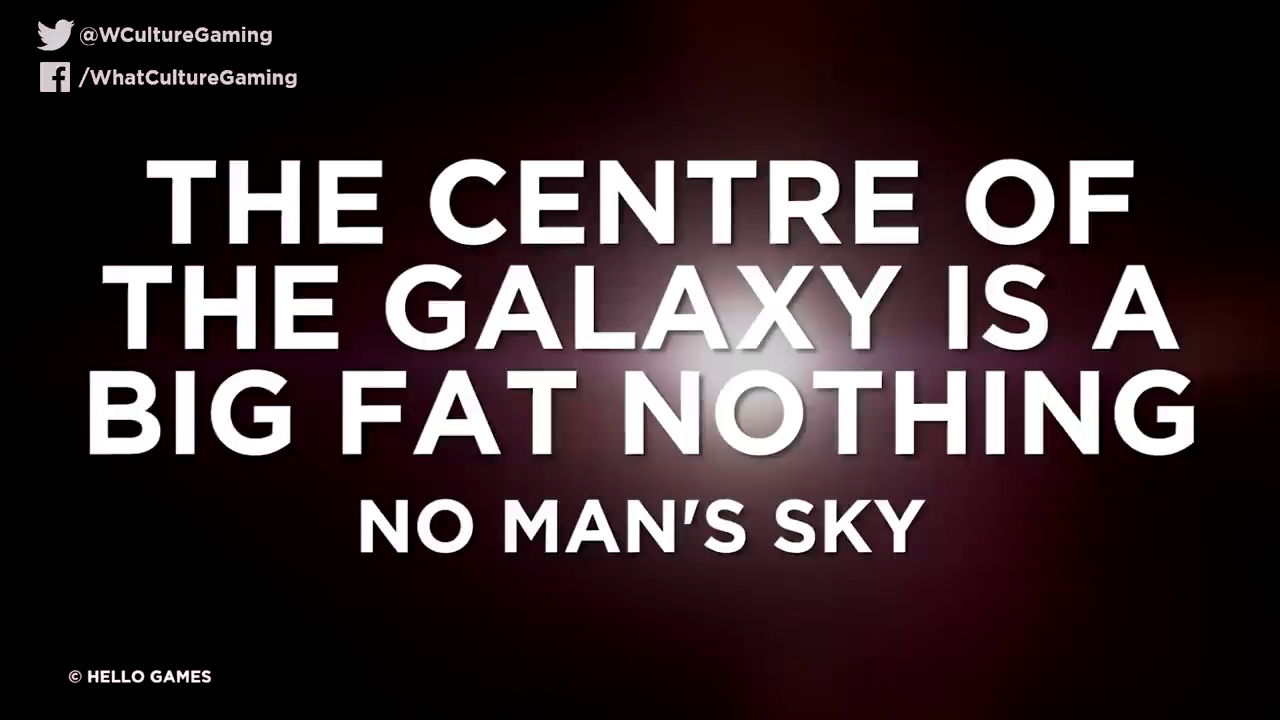 @WCultureGaming
/WhatCultureGaming
THE CENTRE OF
THE GALAXY IS A
BIG FAT NOTHING
NO MAN'S SKY
© HELLO GAMES